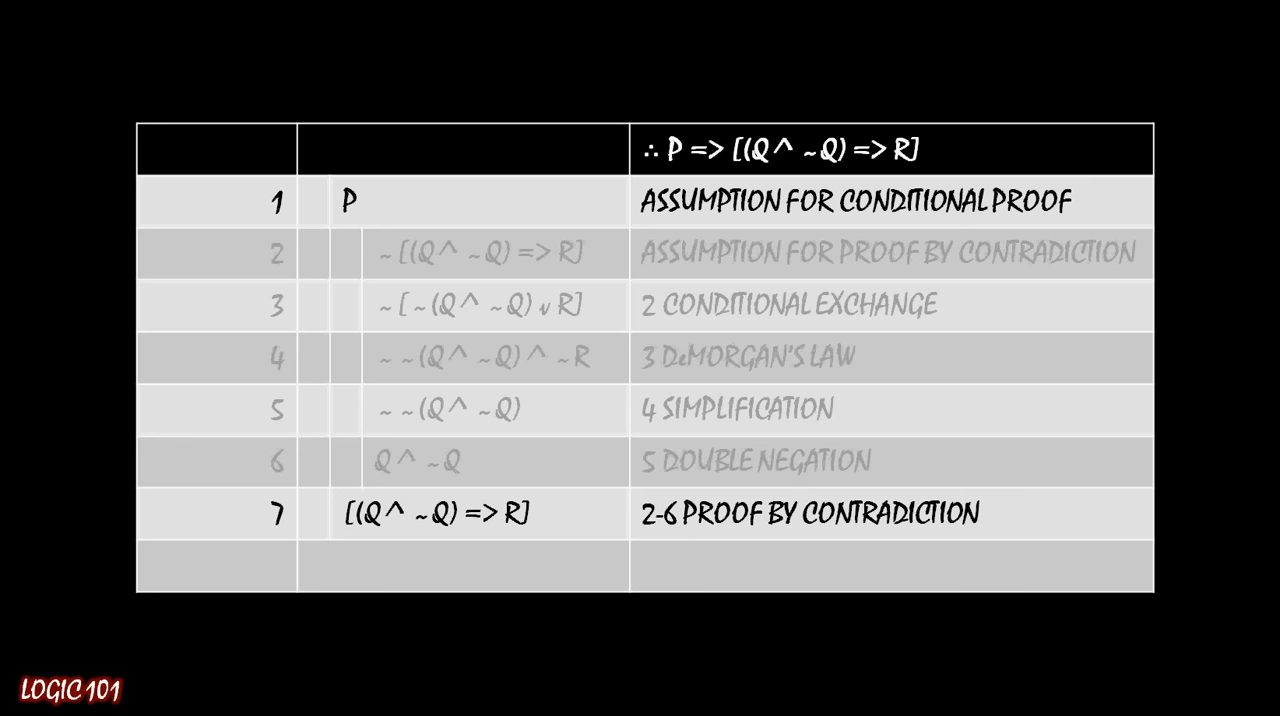 ∴ P => [(Q ^ ~Q) => R]
1 P ASSUMPTION FOR CONDITIONAL PROOF
2 ~ [(Q ^ ~Q) => R] ASSUMPTION FOR PROOF BY CONTRADICTION
3 ~ [ ~ (Q ^ ~Q) v R] 2 CONDITIONAL EXCHANGE
4 ~ ~ (Q ^ ~Q) ^ ~R 3 DeMORGAN'S LAW
5 ~ ~ (Q ^ ~Q) 4 SIMPLIFICATION
6 Q ^ ~Q 5 DOUBLE NEGATION
7 [(Q ^ ~Q) => R] 2-6 PROOF BY CONTRADICTION
LOGIC 101